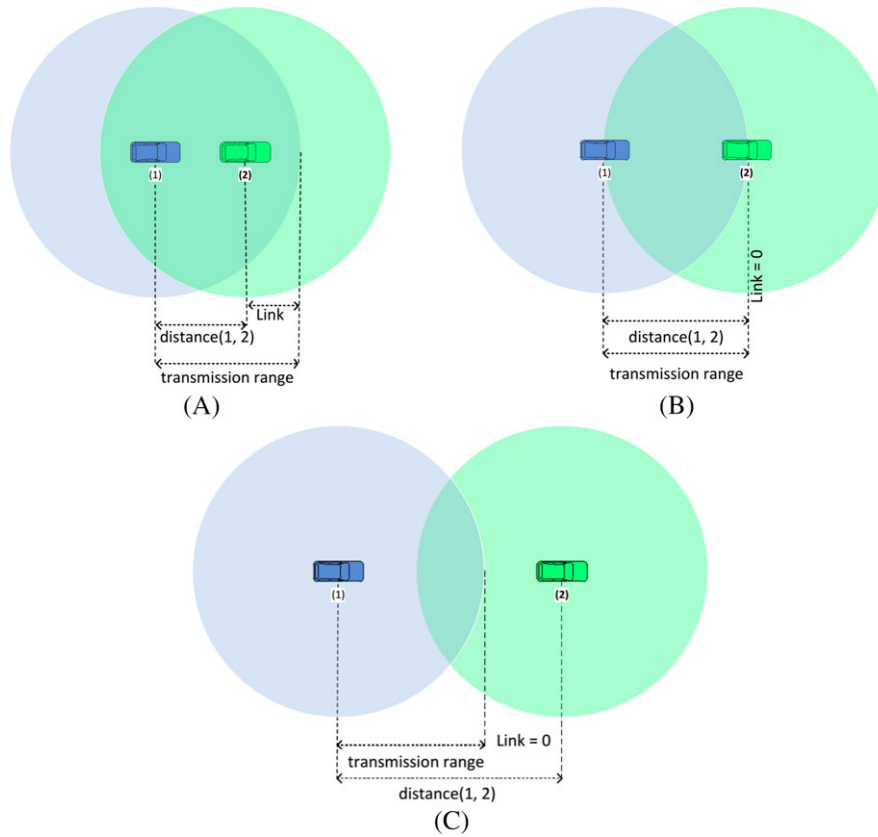 (1)
(2)
Link
distance(1, 2)
transmission range
(A)
(1)
(2)
Link = 0
distance(1, 2)
transmission range
(B)
(1)
(2)
Link = 0
transmission range
distance(1, 2)
(C)